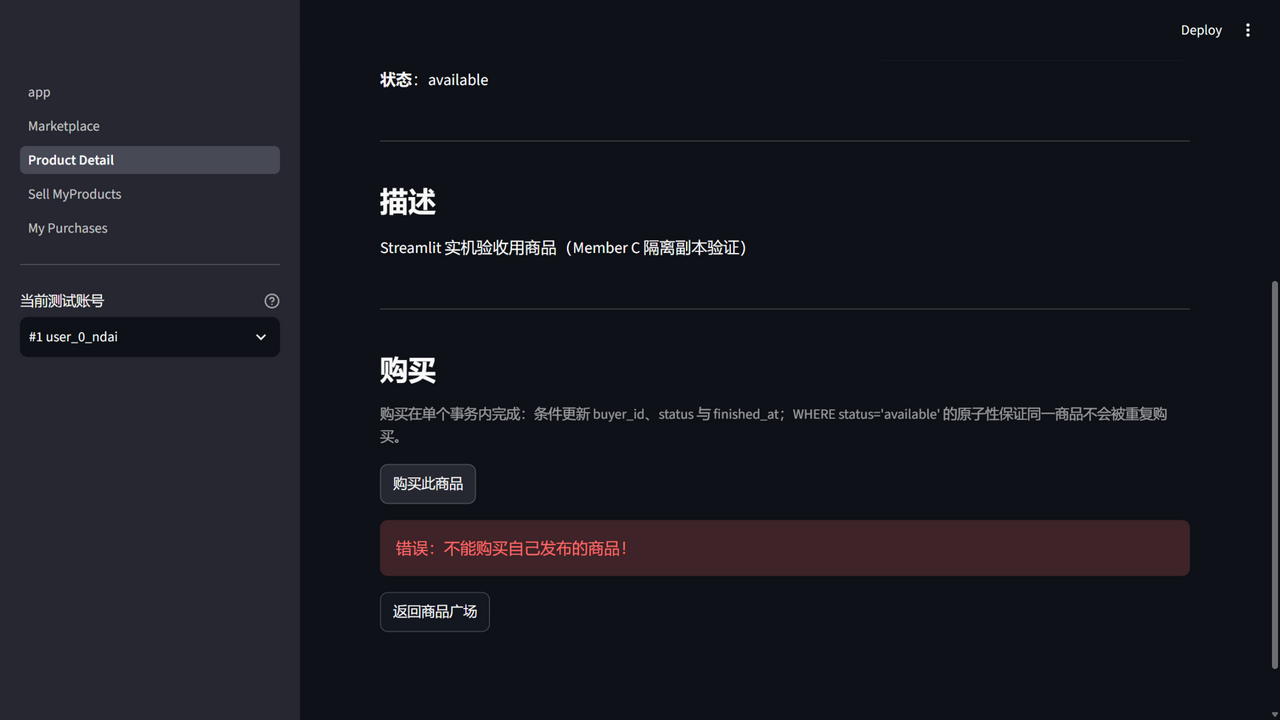 Deploy
app
Marketplace
Product Detail
Sell MyProducts
My Purchases
当前测试账号
#1 user_0_ndai
状态：available
描述
Streamlit 实机验收用商品（Member C 隔离副本验证）
购买
购买在单个事务内完成：条件更新 buyer_id、status 与 finished_at；WHERE status='available' 的原子性保证同一商品不会被重复购
买。
购买此商品
错误：不能购买自己发布的商品！
返回商品广场